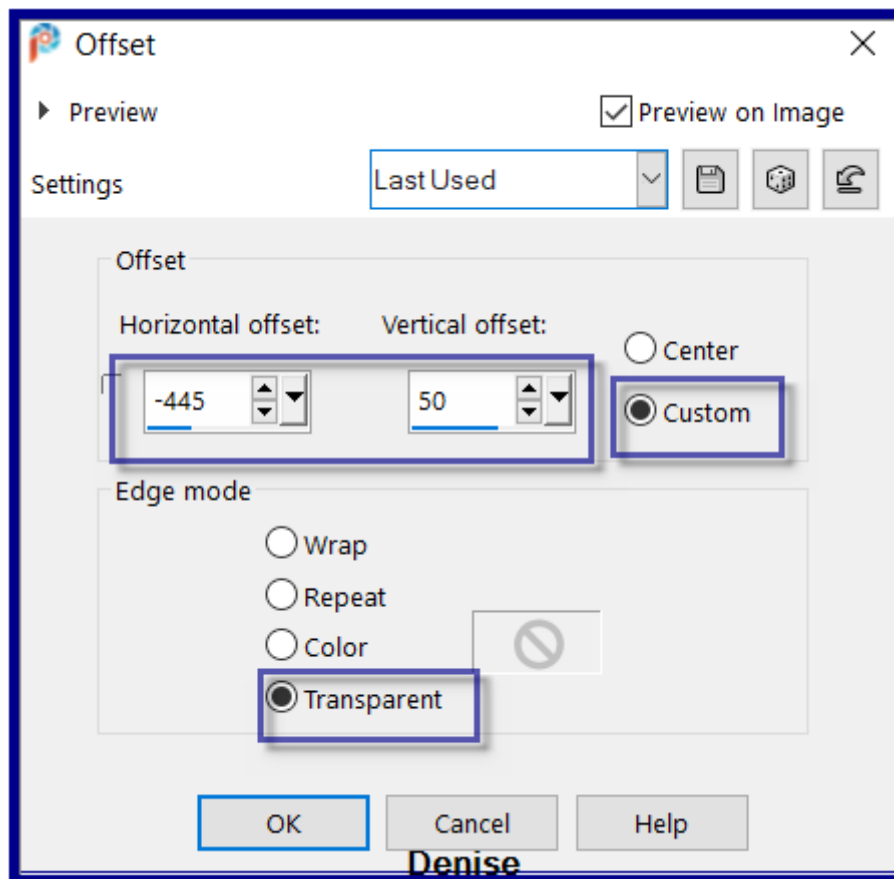 Offset
Preview
Preview on Image
Settings
Last Used
Offset
Horizontal offset:
Vertical offset:
Center
-445
50
Custom
Edge mode
Wrap
Repeat
Color
Transparent
OK
Cancel
Help
Denise